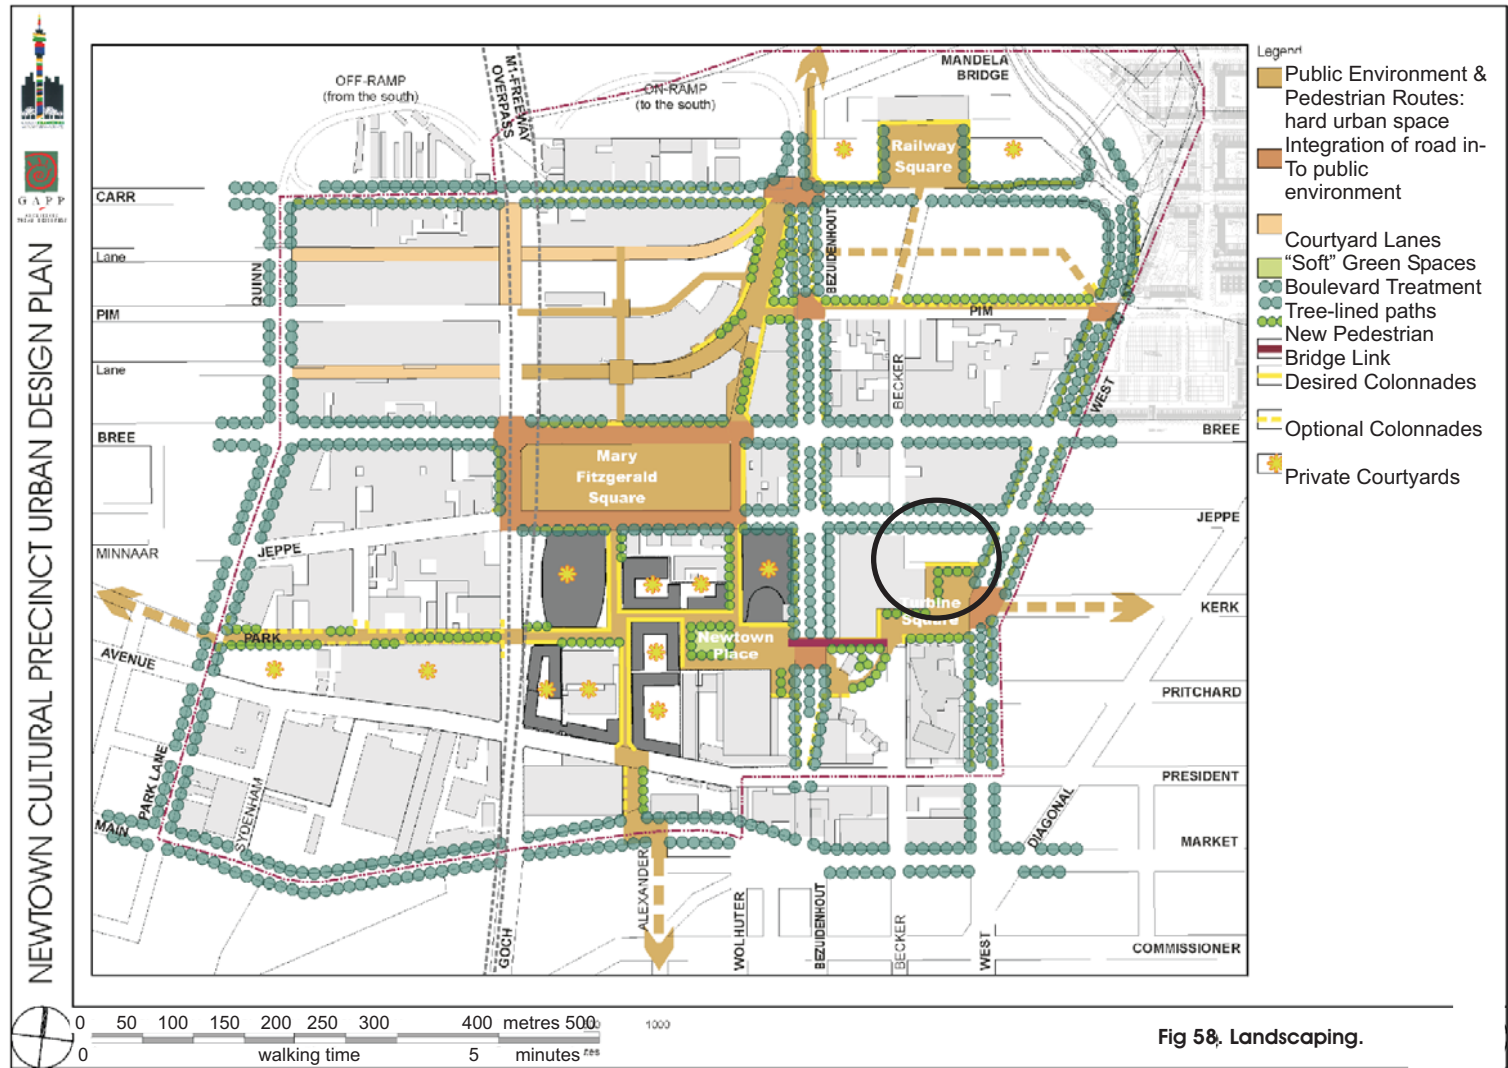 NEWTOWN CULTURAL PRECINCT URBAN DESIGN PLAN
GAPP
OFF-RAMP
(from the south)
M1-FREEWAY
OVERPASS
ON-RAMP
(to the south)
MANDELA
BRIDGE
Railway
Square
CARR
Lane
QUINN
BEZUIDENHOUT
PIM
PIM
Lane
BECKER
WEST
BREE
BREE
Mary
Fitzgerald
Square
JEPPE
MINNAAR
JEPPE
Turbine
Square
KERK
PARK
Newtown
Place
AVENUE
PRITCHARD
PARK LANE
SYDENHAM
PRESIDENT
MAIN
DIAGONAL
MARKET
ALEXANDER
GOCH
WOLHUTER
BEZUIDENHOUT
BECKER
WEST
COMMISSIONER
Legend
Public Environment &
Pedestrian Routes:
hard urban space
Integration of road in-
To public
environment
Courtyard Lanes
“Soft” Green Spaces
Boulevard Treatment
Tree-lined paths
New Pedestrian
Bridge Link
Desired Colonnades
Optional Colonnades
Private Courtyards
0 50 100 150 200 250 300 400 metres 500 1000
0 walking time 5 minutes
Fig 58. Landscaping.